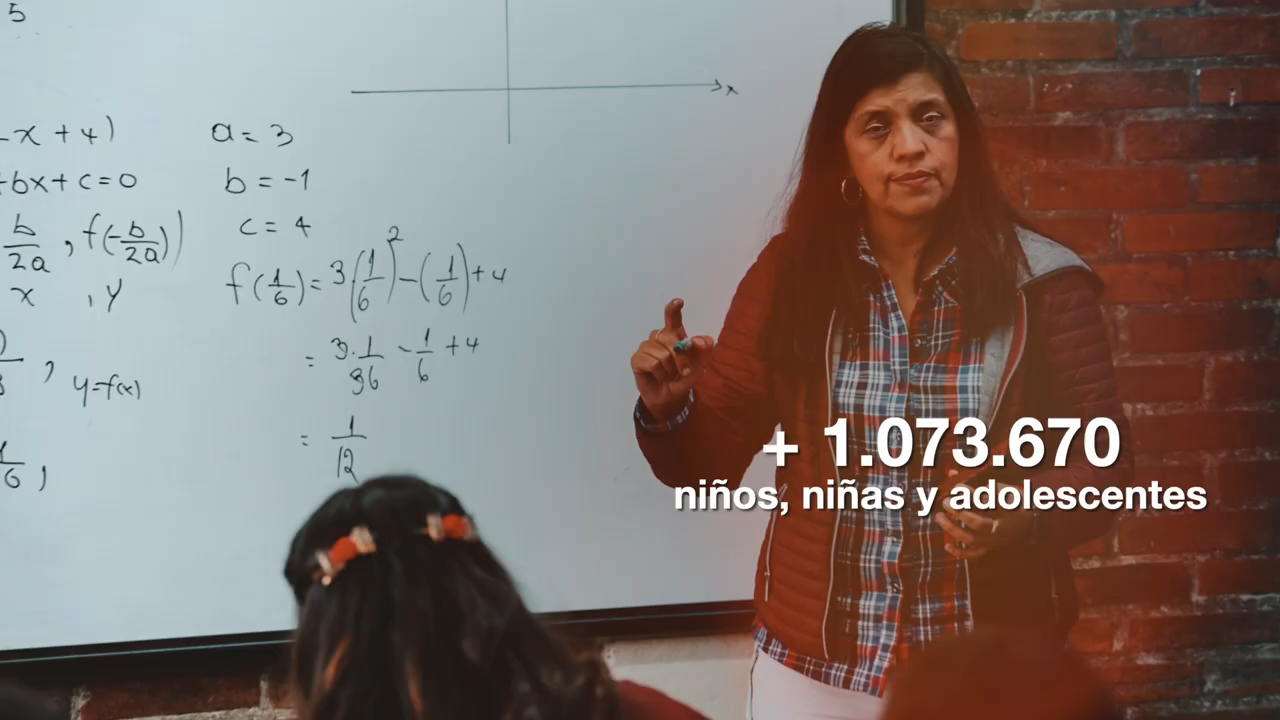 5
-x + 4)
+bx + c = 0
b/2a , f(-b/2a))
x , y
, y=f(x)
1/6 ,
x
a = 3
b = -1
c = 4
f(1/6) = 3(1/6)² - (1/6) + 4
= 3·1/36 - 1/6 + 4
= 1/12
+ 1.073.670
niños, niñas y adolescentes